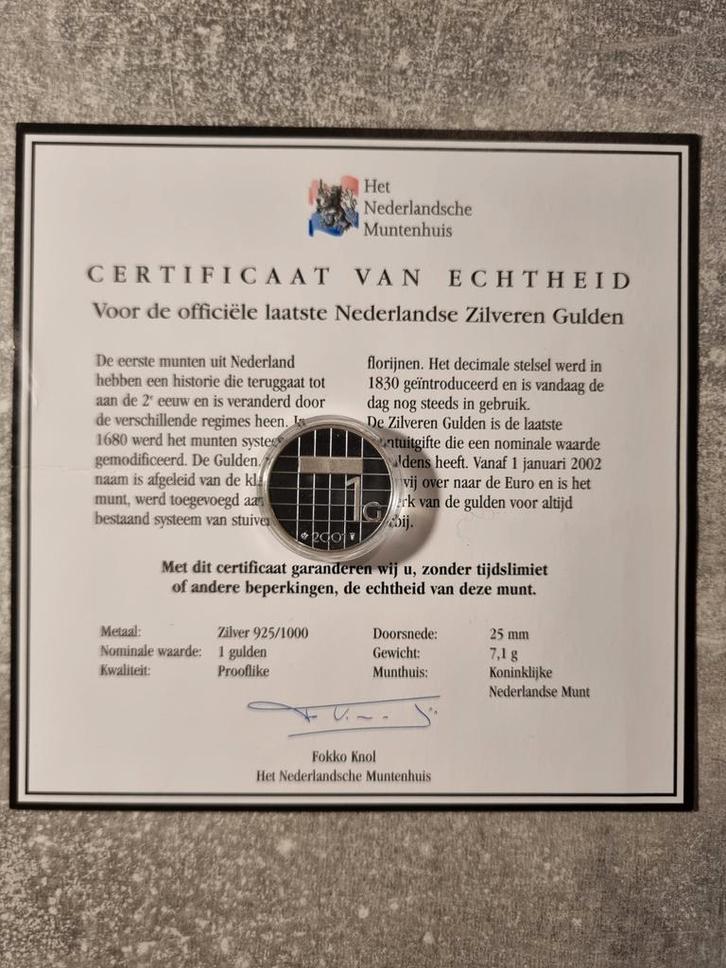 Het
Nederlandsche
Muntenhuis
CERTIFICAAT VAN ECHTHEID
Voor de officiële laatste Nederlandse Zilveren Gulden
De eerste munten uit Nederland
hebben een historie die teruggaat tot
aan de 2e eeuw en is veranderd door
de verschillende regimes heen.
1680 werd het munten
gemodificeerd. De Gulden,
naam is afgeleid van de
munt, werd toegevoegd
bestaand systeem van
florijnen. Het decimale stelsel werd in
1830 geïntroduceerd en is vandaag de
dag nog steeds in gebruik.
De Zilveren Gulden is de laatste
die een nominale waarde
heeft. Vanaf 1 januari 2002
over naar de Euro en is het
van de gulden voor altijd
1G
2001
Met dit certificaat garanderen wij u, zonder tijdslimiet
of andere beperkingen, de echtheid van deze munt.
Metaal: Zilver 925/1000
Nominale waarde: 1 gulden
Kwaliteit: Prooflike
Doorsnede: 25 mm
Gewicht: 7,1 g
Munthuis: Koninklijke
Nederlandse Munt
Fokko Knol
Het Nederlandsche Muntenhuis